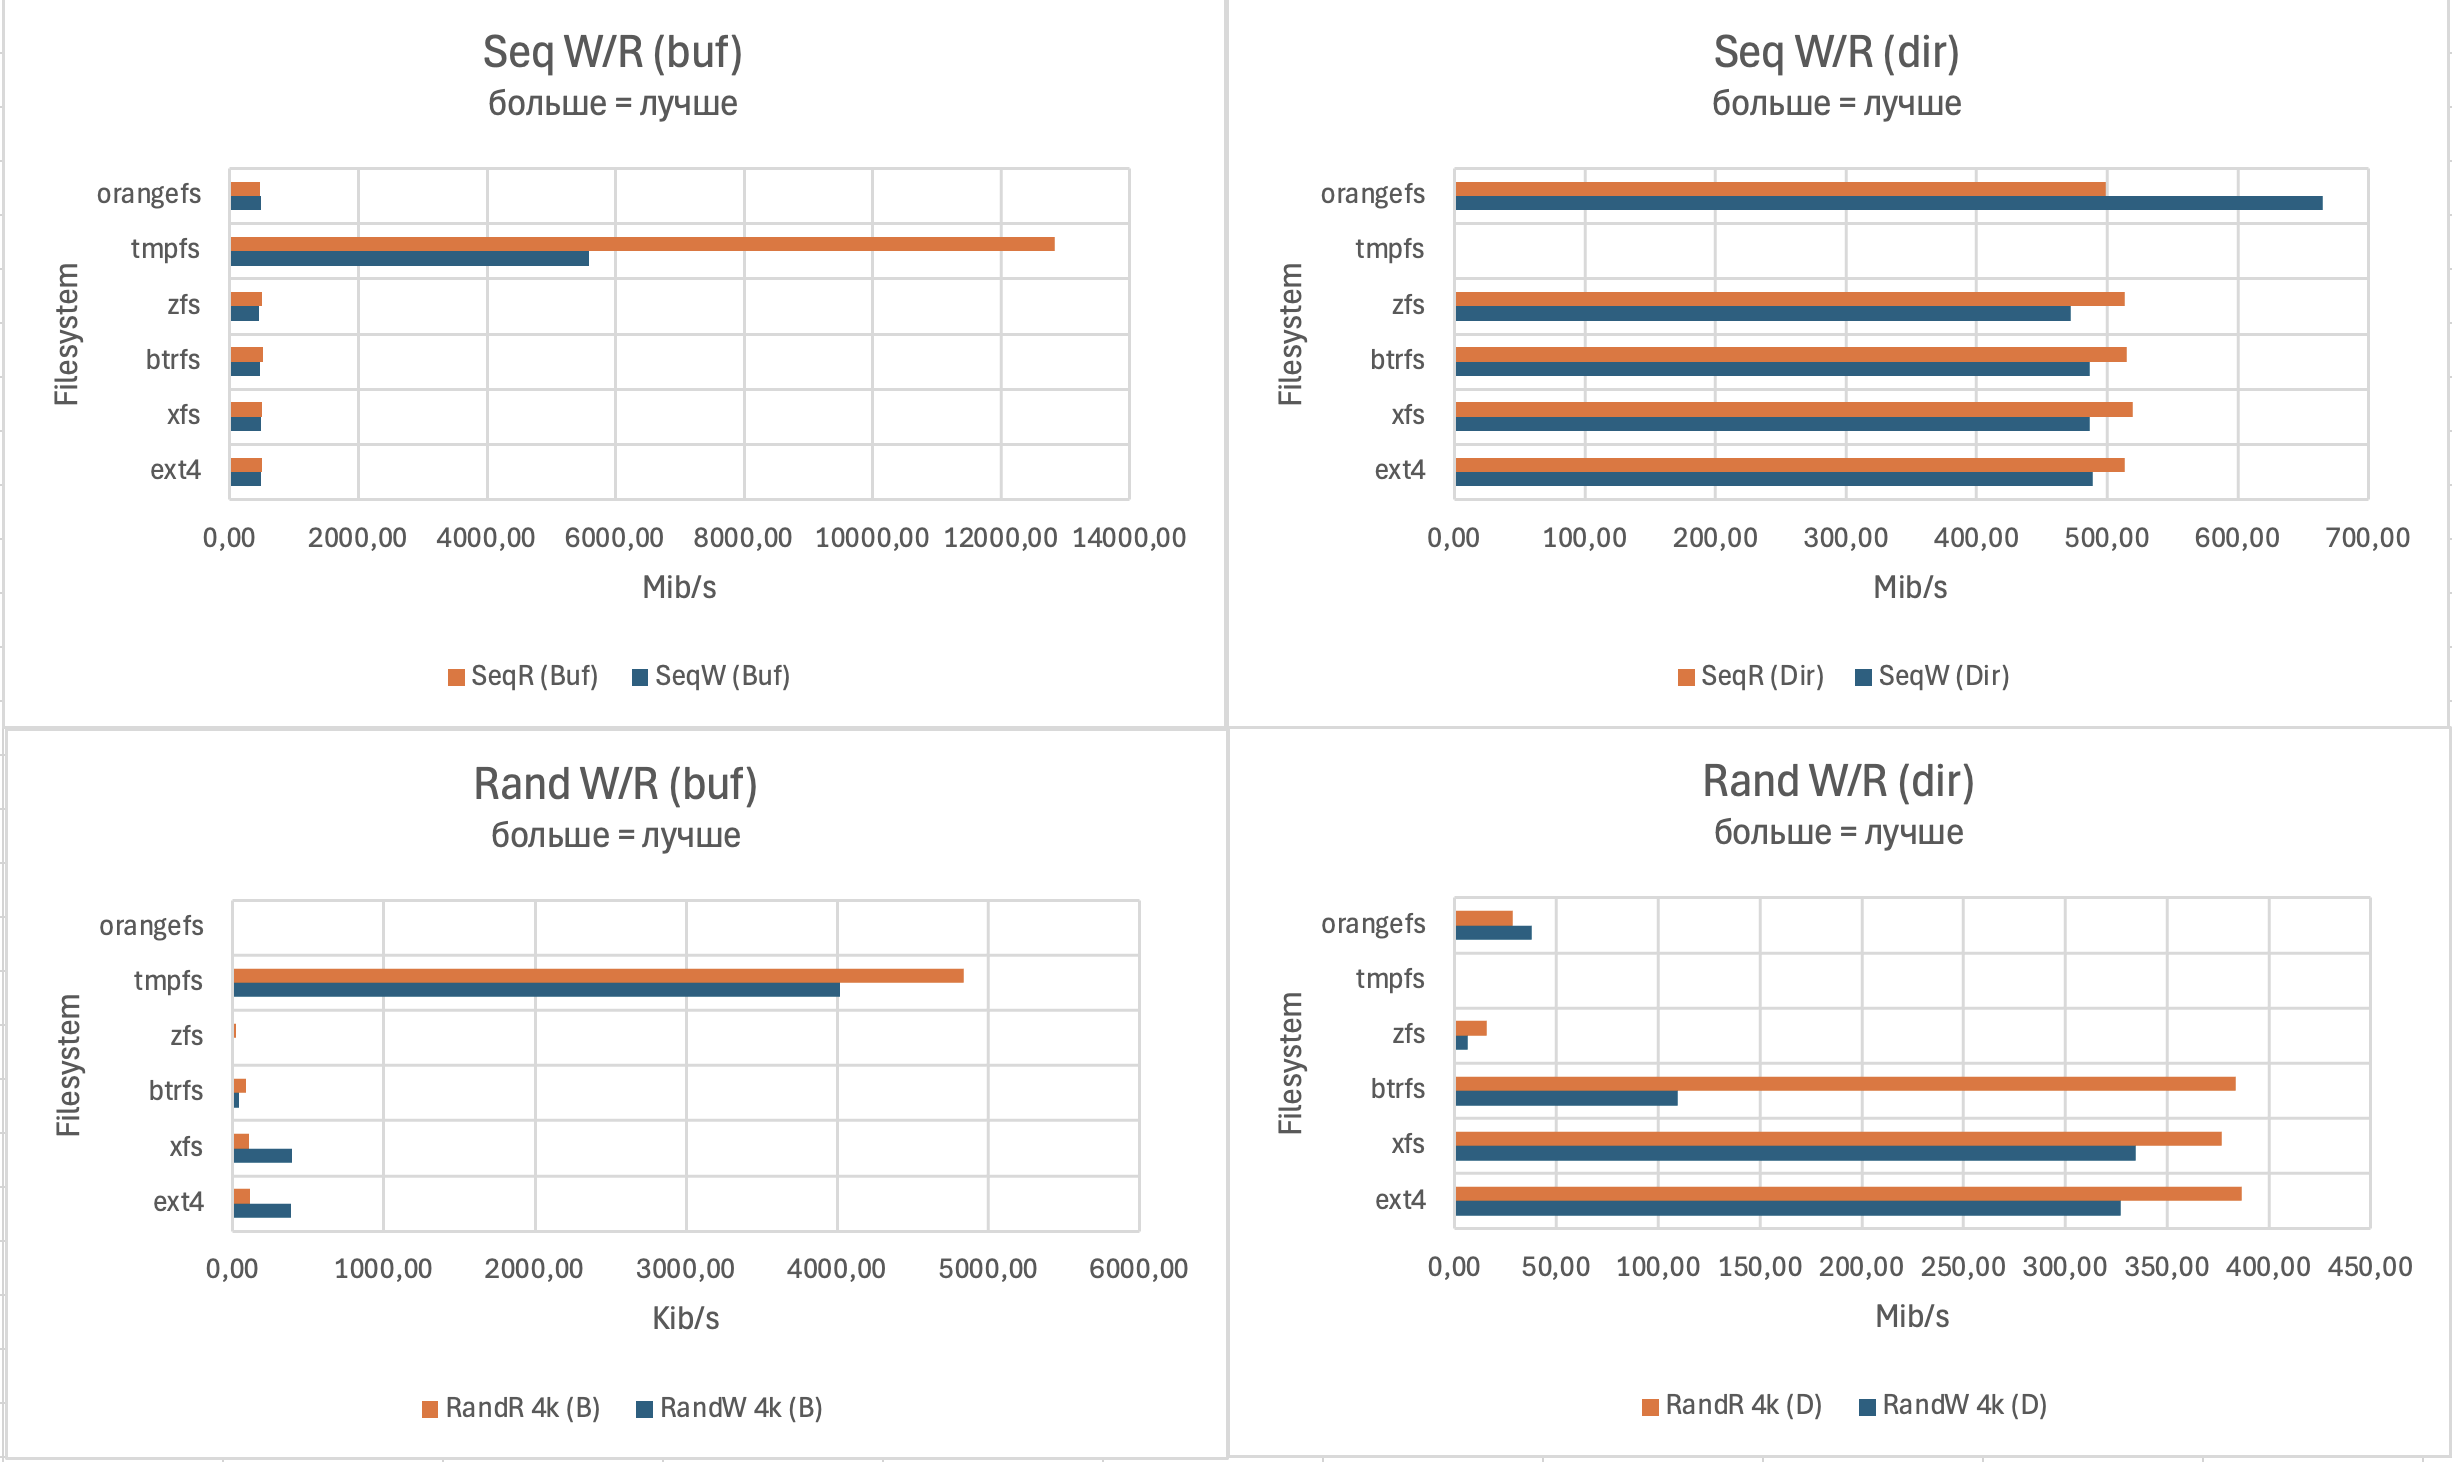 Seq W/R (buf)
больше = лучше
Filesystem
orangefs
tmpfs
zfs
btrfs
xfs
ext4
0,00 2000,00 4000,00 6000,00 8000,00 10000,00 12000,00 14000,00
Mib/s
SeqR (Buf) SeqW (Buf)
Seq W/R (dir)
больше = лучше
Filesystem
orangefs
tmpfs
zfs
btrfs
xfs
ext4
0,00 100,00 200,00 300,00 400,00 500,00 600,00 700,00
Mib/s
SeqR (Dir) SeqW (Dir)
Rand W/R (buf)
больше = лучше
Filesystem
orangefs
tmpfs
zfs
btrfs
xfs
ext4
0,00 1000,00 2000,00 3000,00 4000,00 5000,00 6000,00
Kib/s
RandR 4k (B) RandW 4k (B)
Rand W/R (dir)
больше = лучше
Filesystem
orangefs
tmpfs
zfs
btrfs
xfs
ext4
0,00 50,00 100,00 150,00 200,00 250,00 300,00 350,00 400,00 450,00
Mib/s
RandR 4k (D) RandW 4k (D)